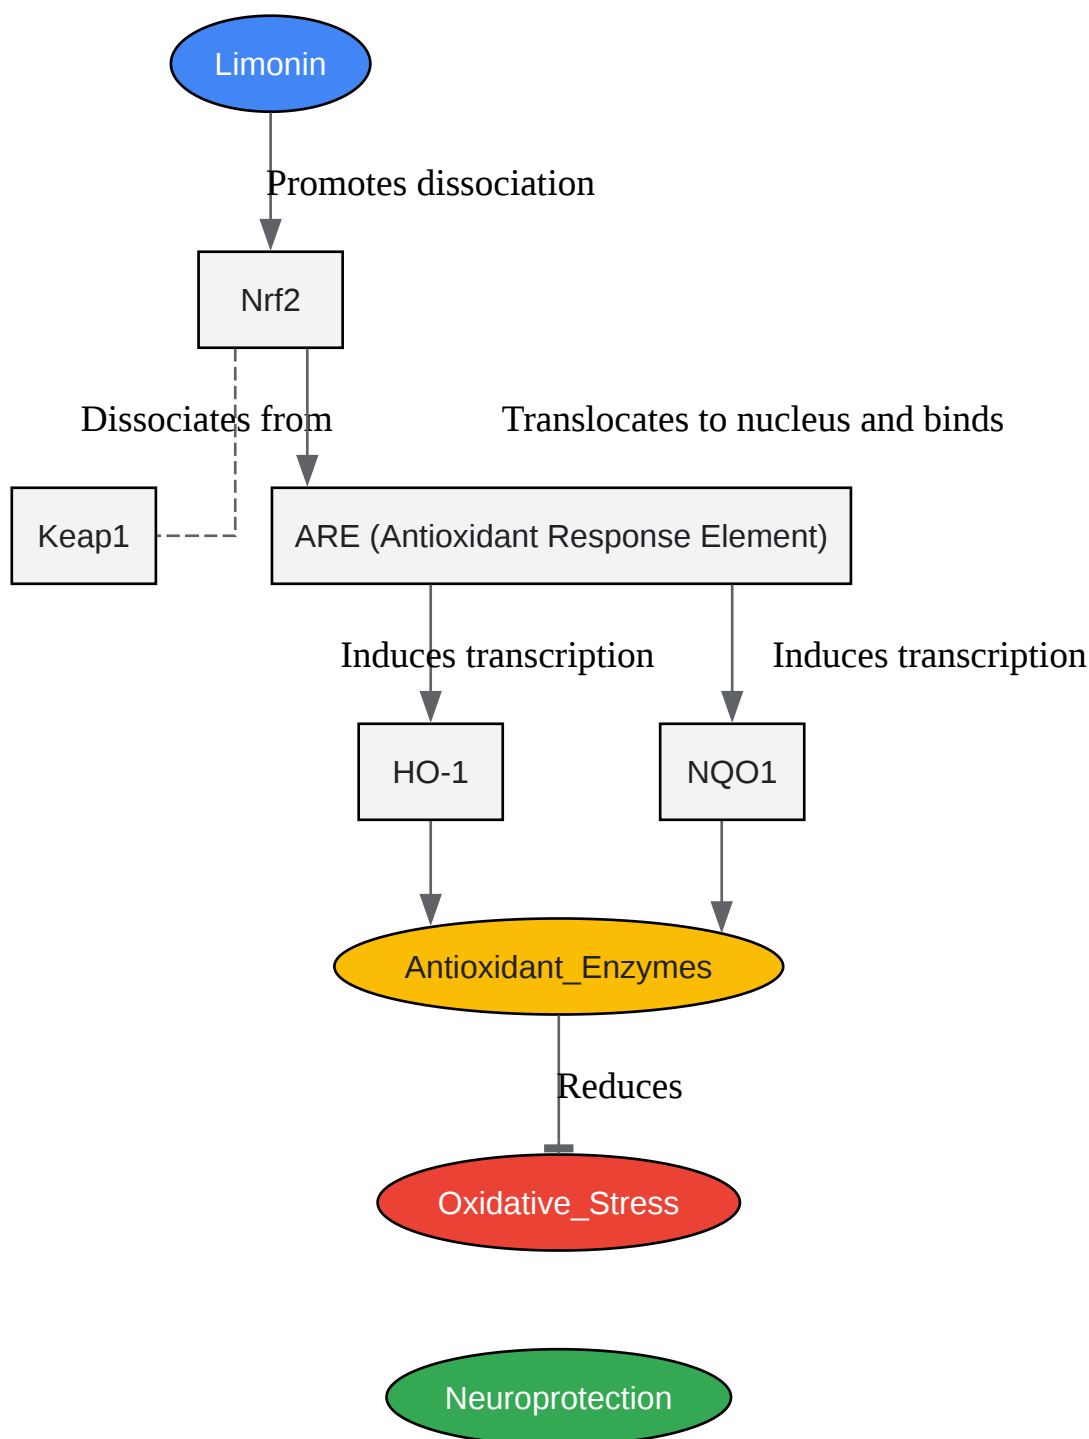 Limonin
Promotes dissociation
Nrf2
Dissociates from
Translocates to nucleus and binds
Keap1
ARE (Antioxidant Response Element)
Induces transcription
Induces transcription
HO-1
NQO1
Antioxidant_Enzymes
Reduces
Oxidative_Stress
Neuroprotection